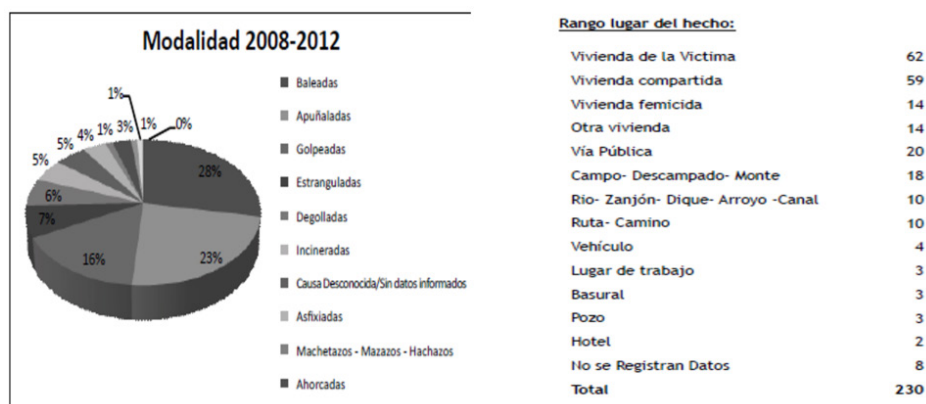 Modalidad 2008-2012
1%
5% 4% 1% 3% 1% 0%
5%
6%
7%
16%
23%
28%
Baleadas
Apuñaladas
Golpeadas
Estranguladas
Degolladas
Incineradas
Causa Desconocida/Sin datos informados
Asfixiadas
Machetazos - Mazazos - Hachazos
Ahorcadas
Rango lugar del hecho:
Vivienda de la Victima 62
Vivienda compartida 59
Vivienda femicida 14
Otra vivienda 14
Vía Pública 20
Campo- Descampado- Monte 18
Rio- Zanjón- Dique- Arroyo -Canal 10
Ruta- Camino 10
Vehículo 4
Lugar de trabajo 3
Basural 3
Pozo 3
Hotel 2
No se Registran Datos 8
Total 230